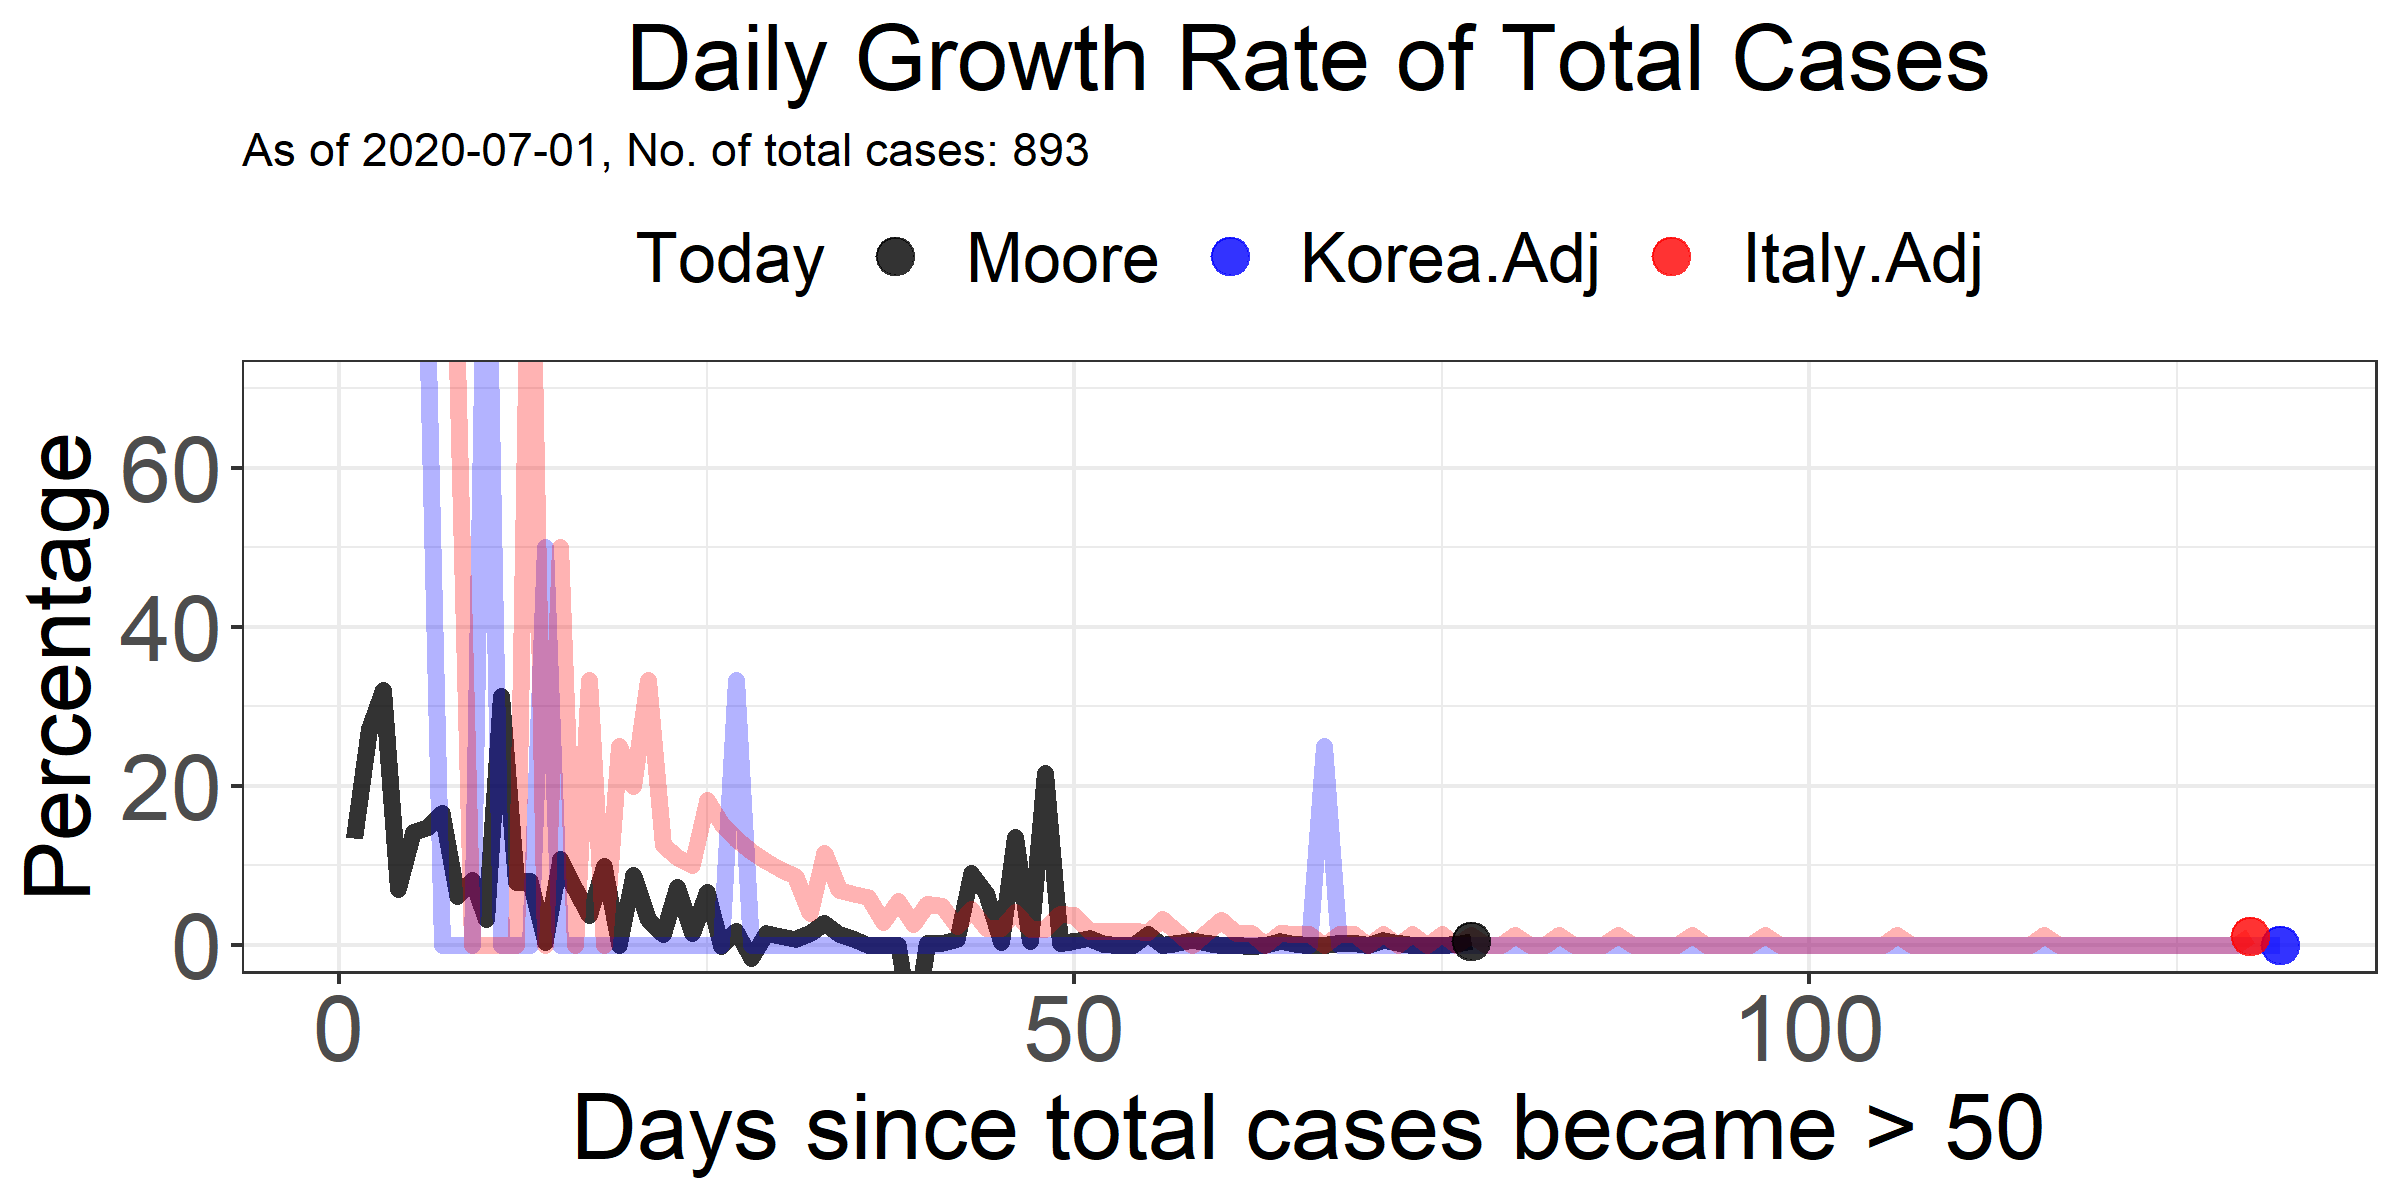 Daily Growth Rate of Total Cases
As of 2020-07-01, No. of total cases: 893
Today Moore Korea.Adj Italy.Adj
Percentage
60
40
20
0
0 50 100
Days since total cases became > 50